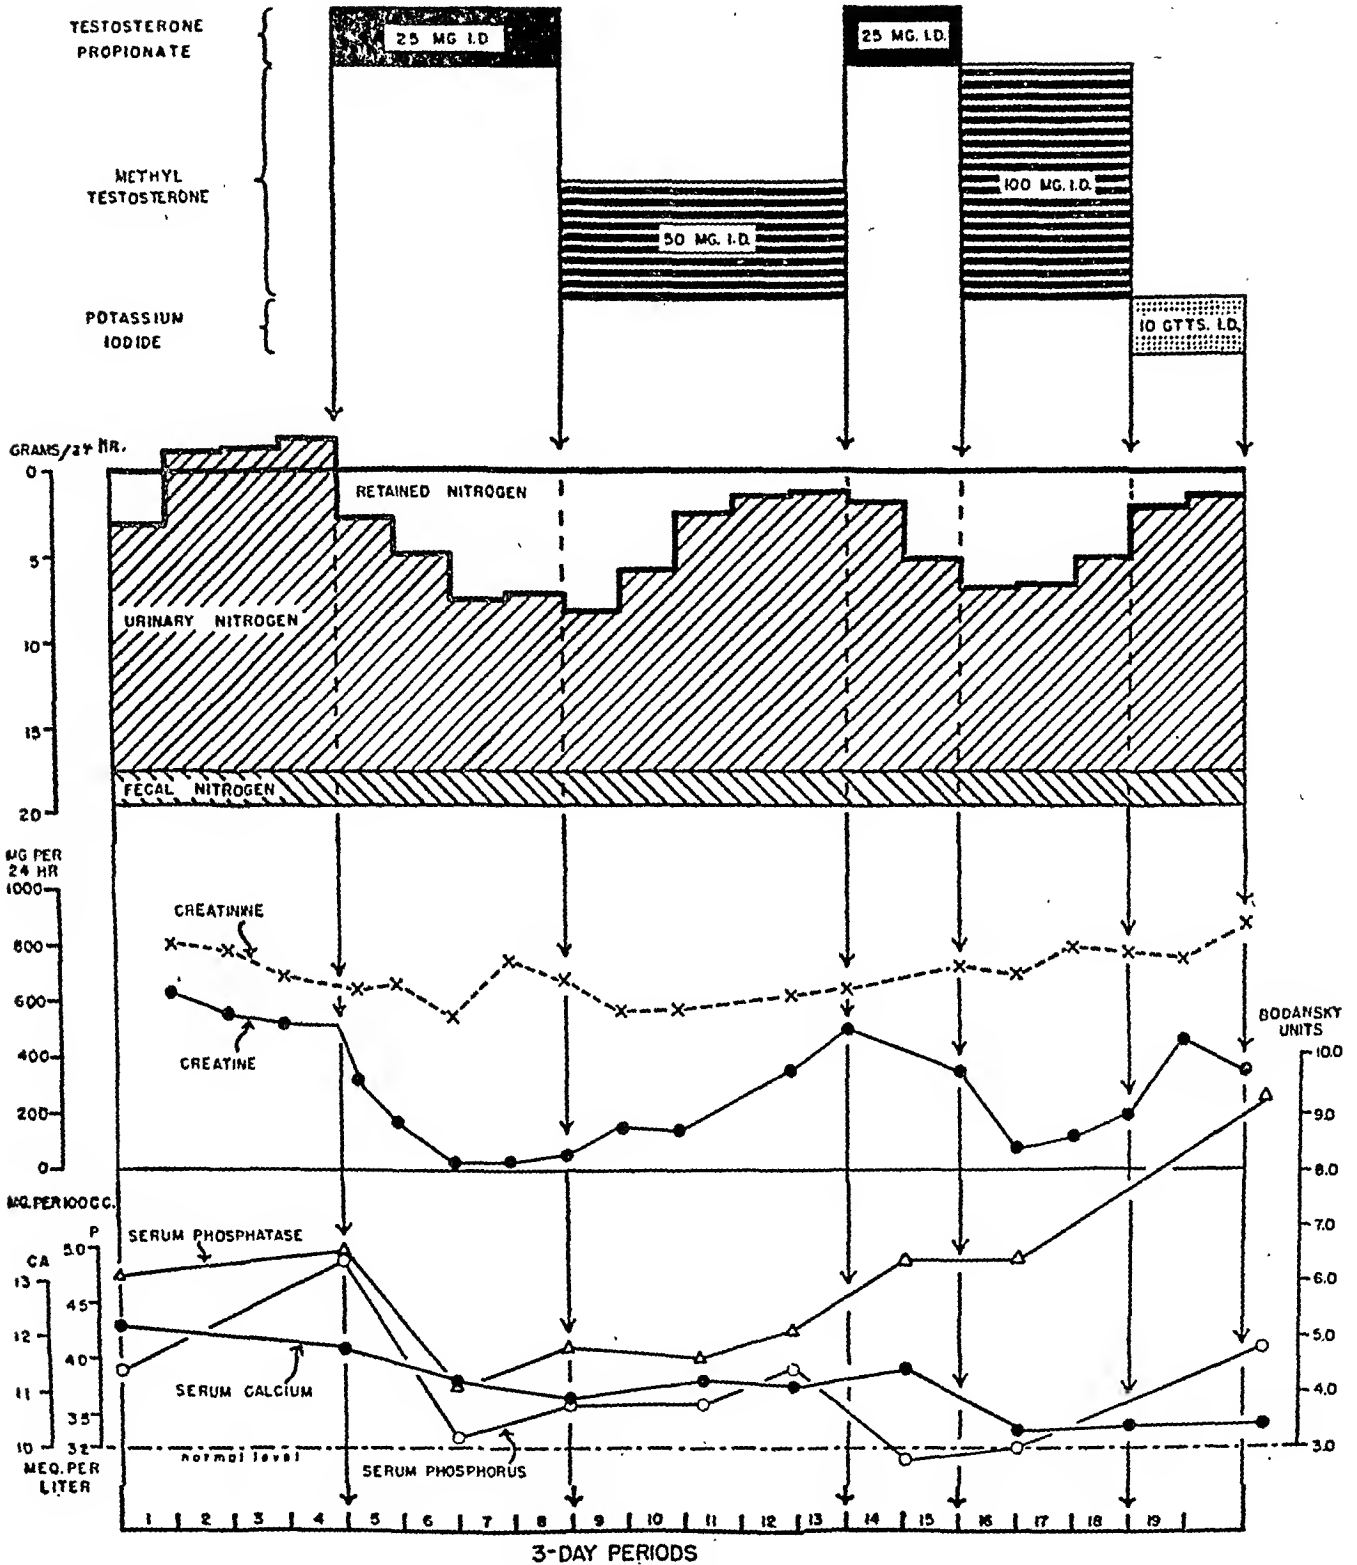 TESTOSTERONE
PROPIONATE
25 MG I.D
25 MG. I.D.
METHYL
TESTOSTERONE
100 MG. I.D.
50 MG. I.D.
POTASSIUM
IODIDE
10 GTTS. I.D.
GRAMS/24 HR.
0
RETAINED NITROGEN
5
URINARY NITROGEN
10
15
FECAL NITROGEN
20
MG PER
24 HR
1000
CREATININE
800
600
BODANSKY
UNITS
CREATINE
400
10.0
200
9.0
0
8.0
MG. PER 100 CC.
P
SERUM PHOSPHATASE
7.0
CA
5.0
13
6.0
4.5
12
5.0
4.0
11
SERUM CALCIUM
4.0
3.5
10
3.2
normal level
3.0
MEQ. PER
LITER
SERUM PHOSPHORUS
1 2 3 4 5 6 7 8 9 10 11 12 13 14 15 16 17 18 19
3-DAY PERIODS